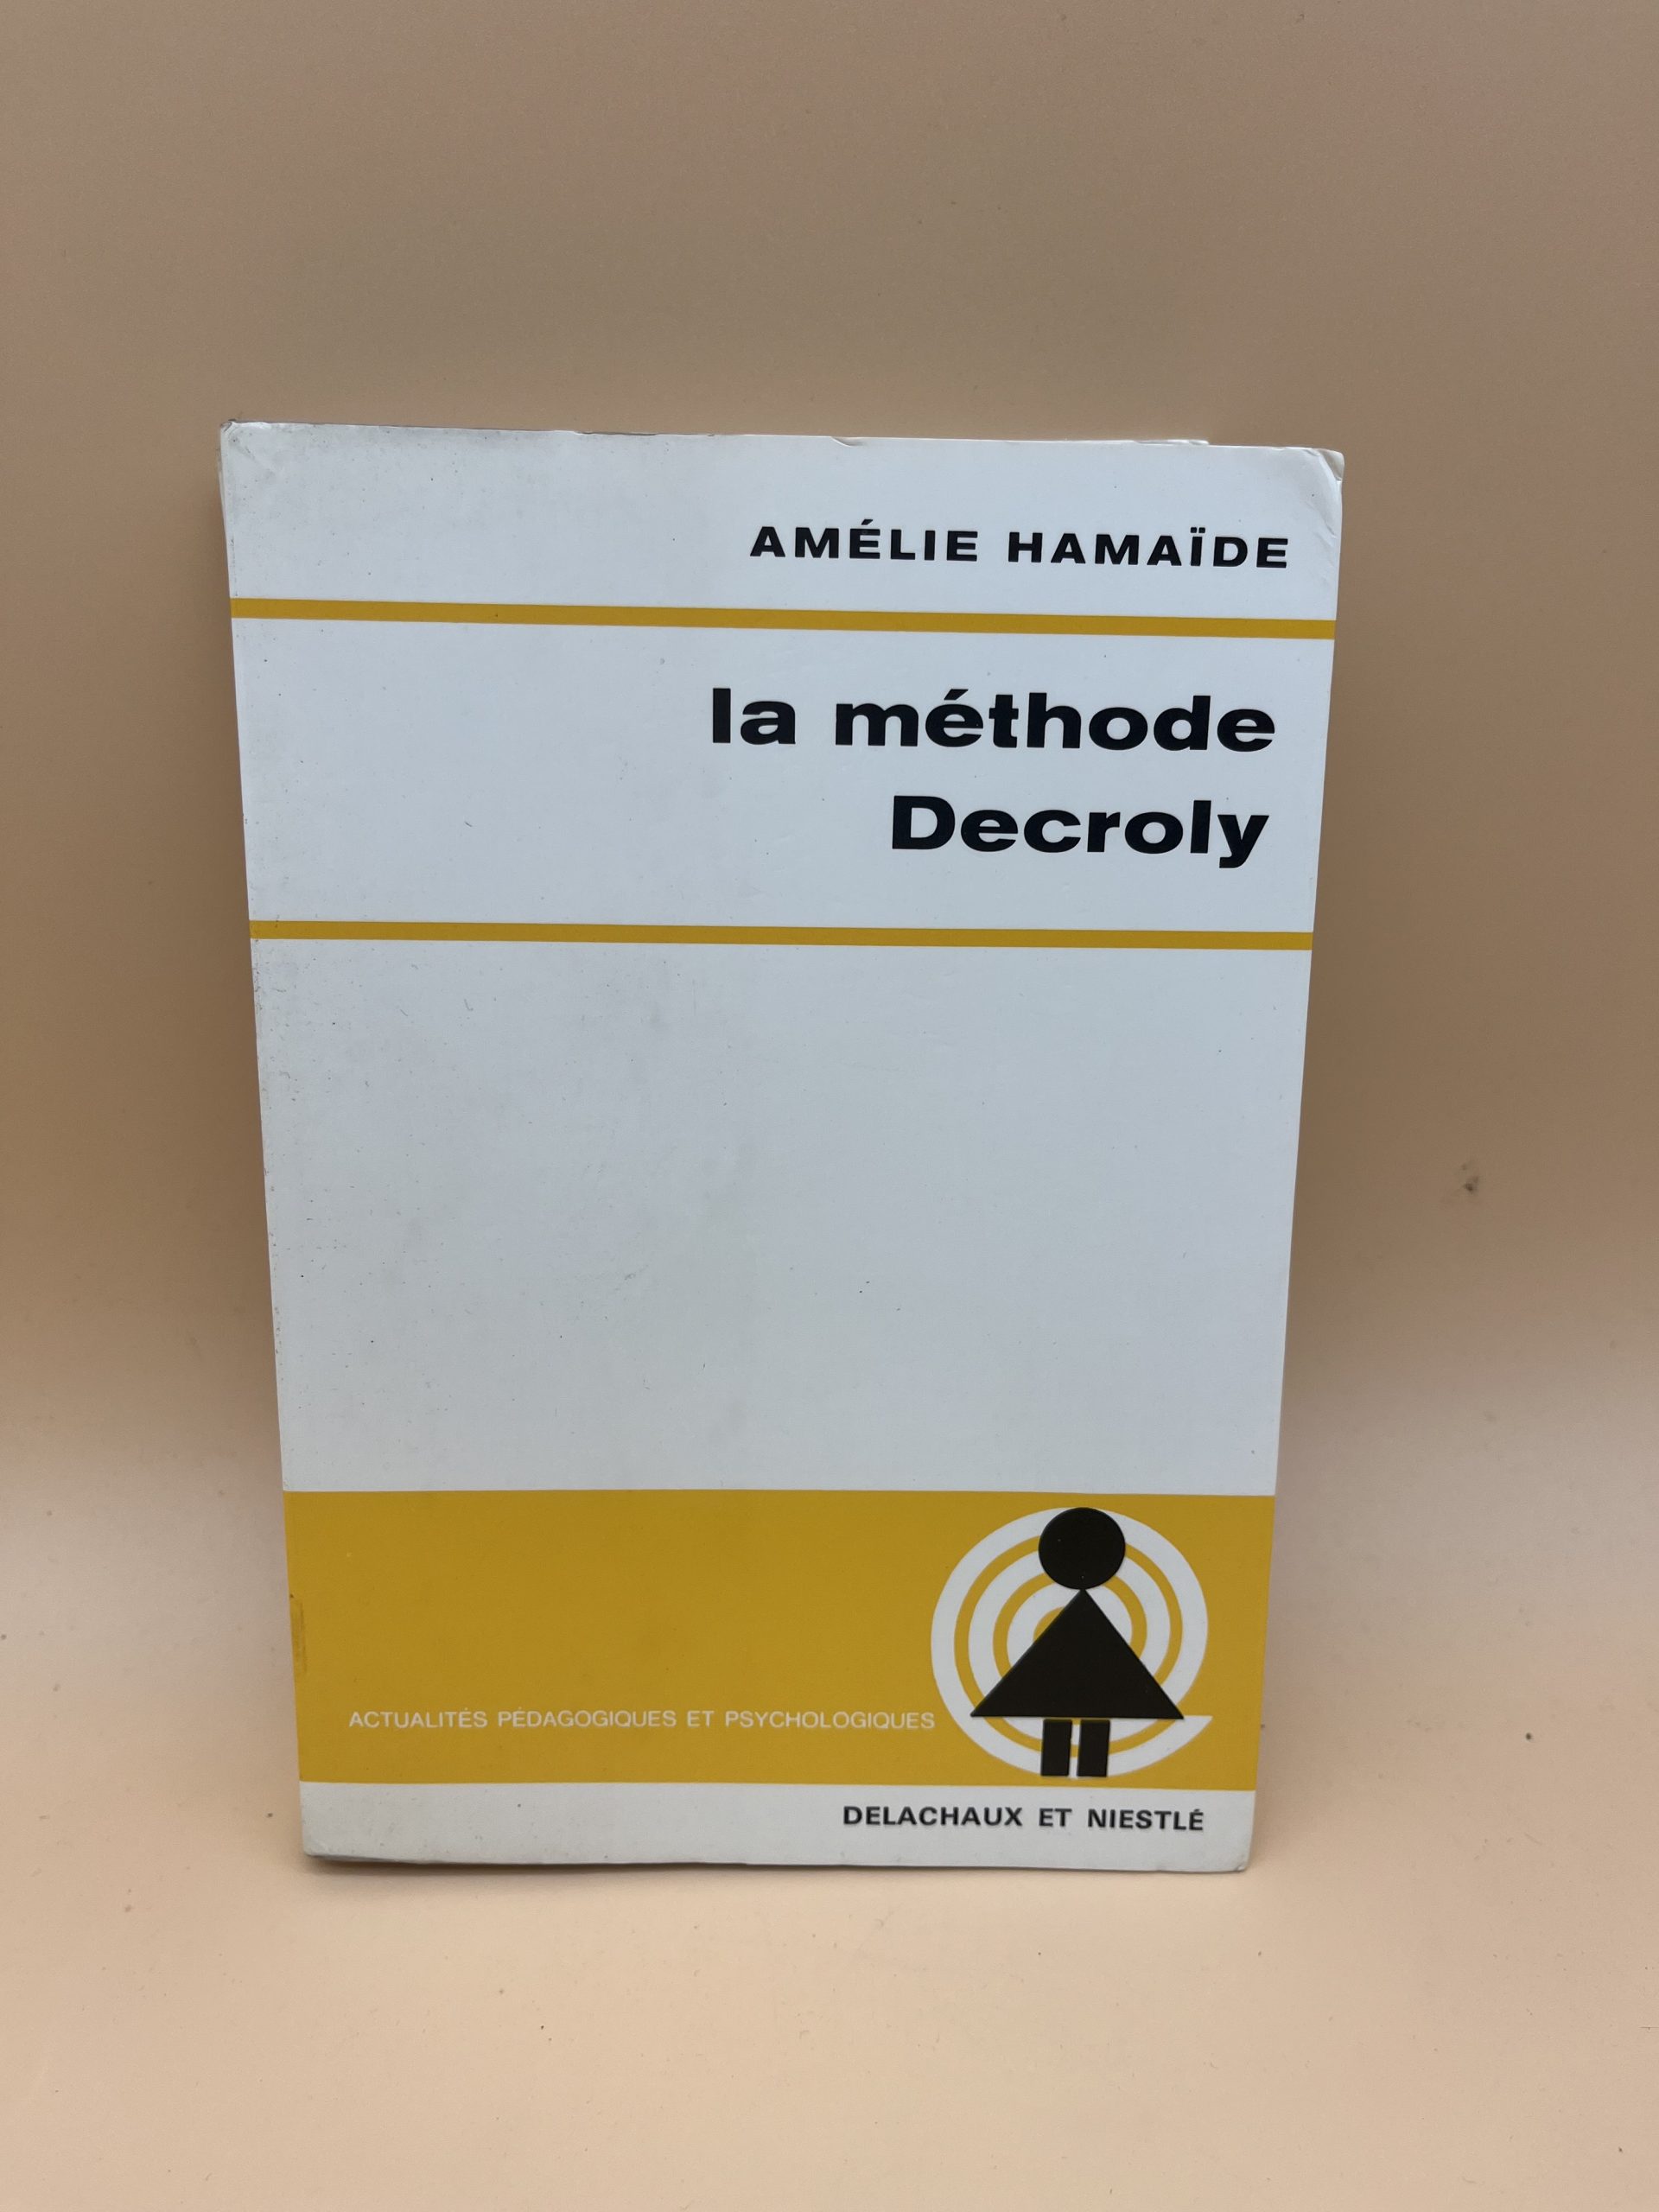 AMÉLIE HAMAÏDE
la méthode
Decroly
ACTUALITÉS PÉDAGOGIQUES ET PSYCHOLOGIQUES
DELACHAUX ET NIESTLÉ